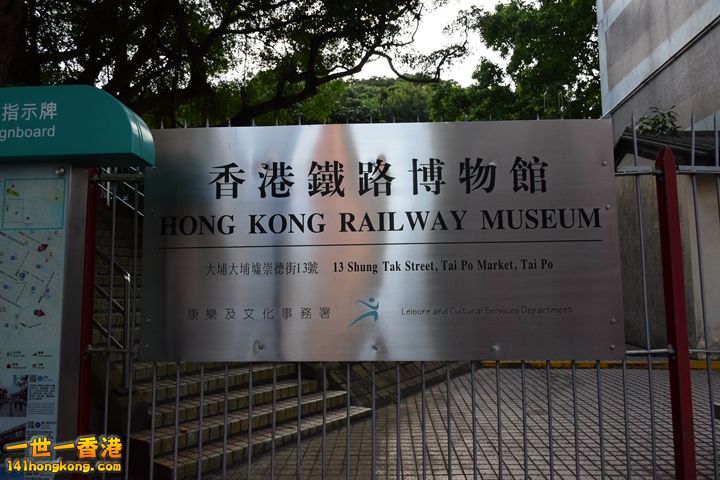 指示牌
gnboard
香港鐵路博物館
HONG KONG RAILWAY MUSEUM
大埔大埔墟崇德街13號 13 Shung Tak Street, Tai Po Market, Tai Po
康樂及文化事務署 Leisure and Cultural Services Department
一世一香港
141hongkong.com